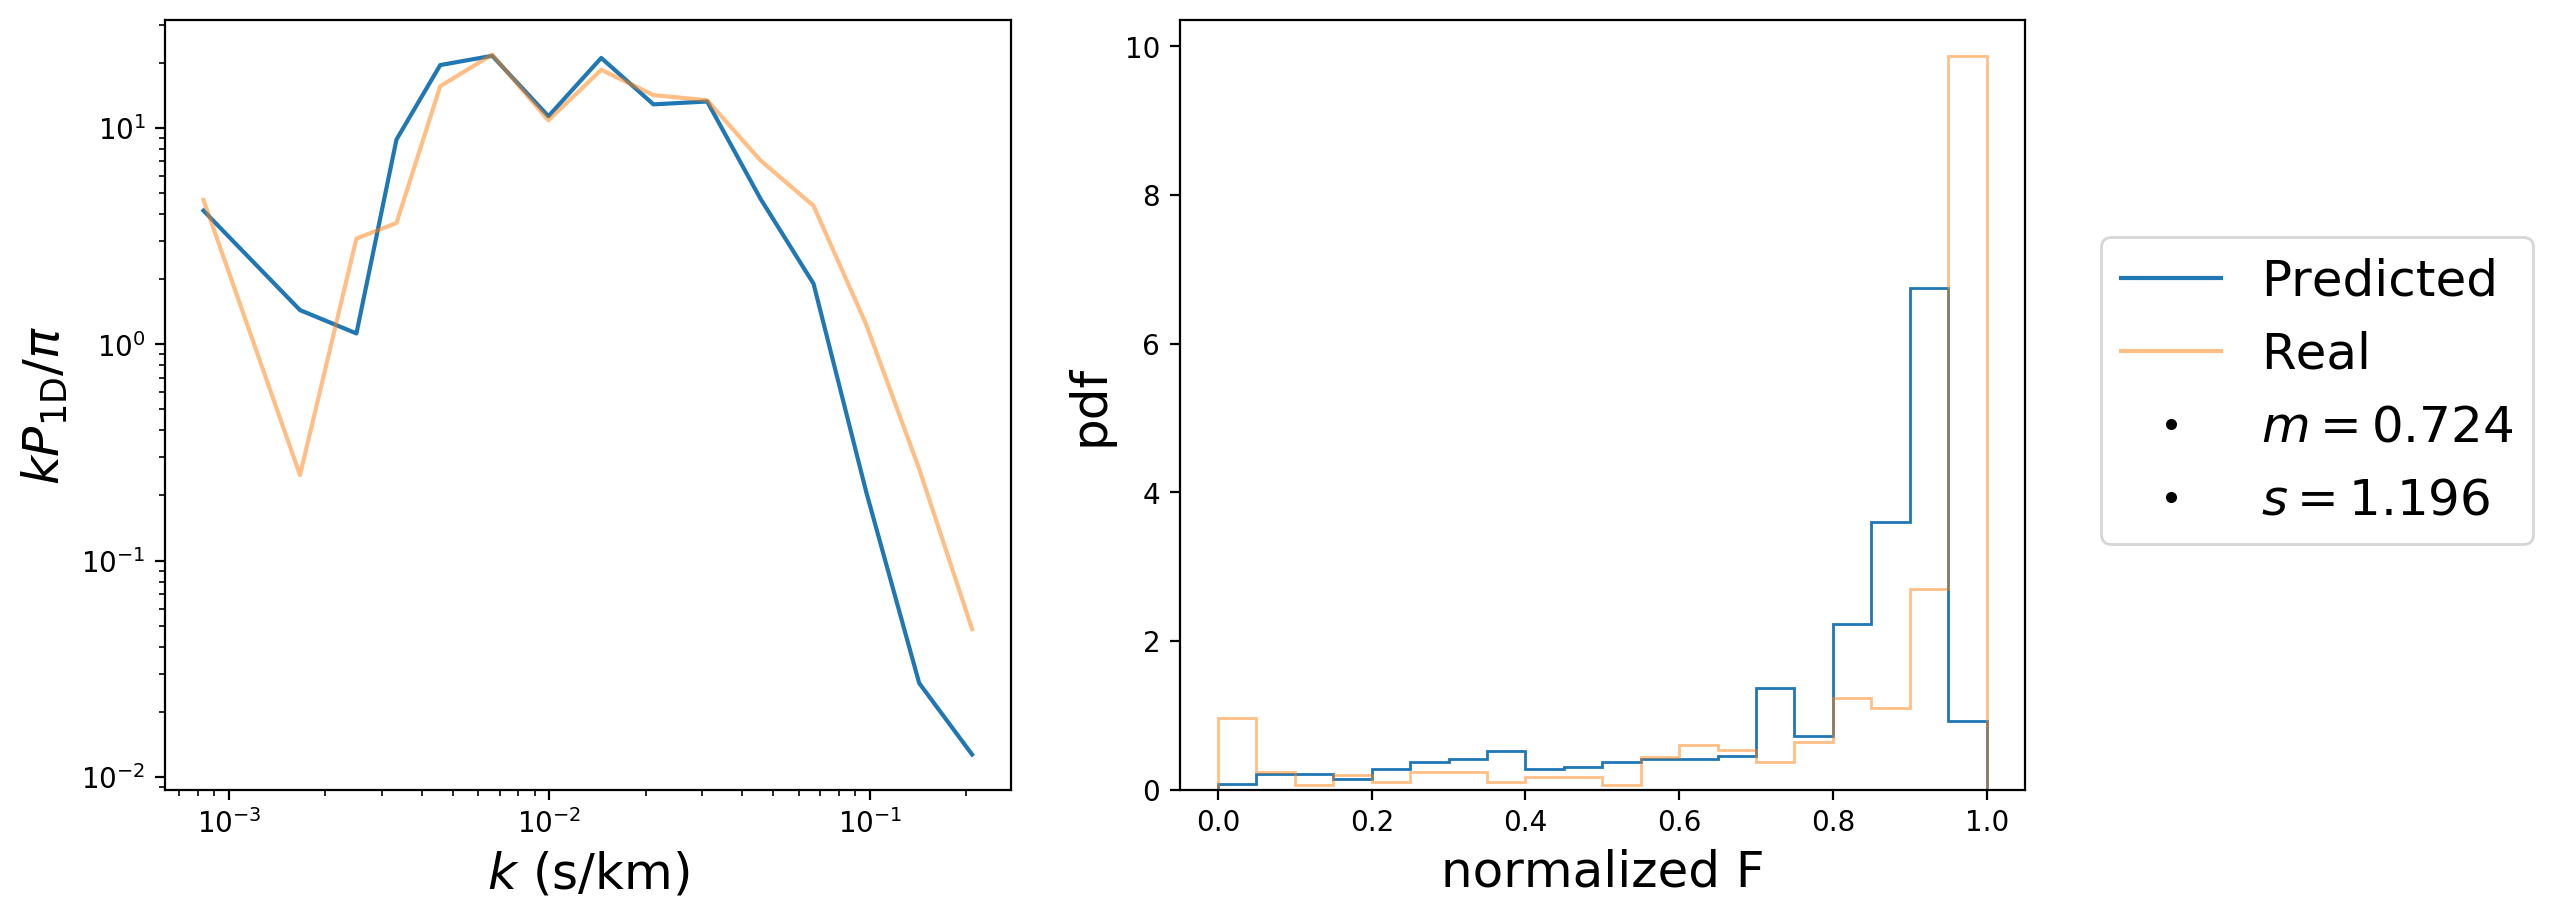 10¹
10⁰
10⁻¹
10⁻²
kP₁D/π
10⁻³
10⁻²
10⁻¹
k (s/km)
10
8
6
4
2
0
pdf
0.0
0.2
0.4
0.6
0.8
1.0
normalized F
Predicted
Real
m = 0.724
s = 1.196